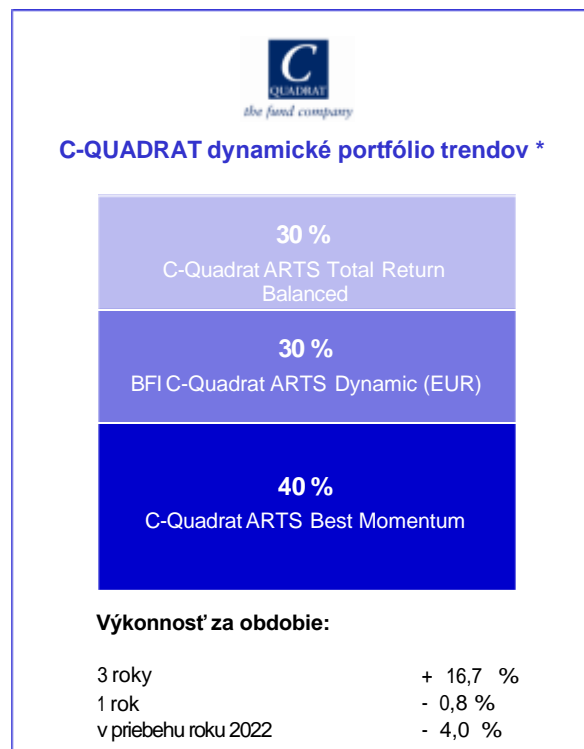 C
QUADRAT
the fund company
C-QUADRAT dynamické portfólio trendov *
30 %
C-Quadrat ARTS Total Return
Balanced
30 %
BFI C-Quadrat ARTS Dynamic (EUR)
40 %
C-Quadrat ARTS Best Momentum
Výkonnosť za obdobie:
3 roky + 16,7 %
1 rok - 0,8 %
v priebehu roku 2022 - 4,0 %